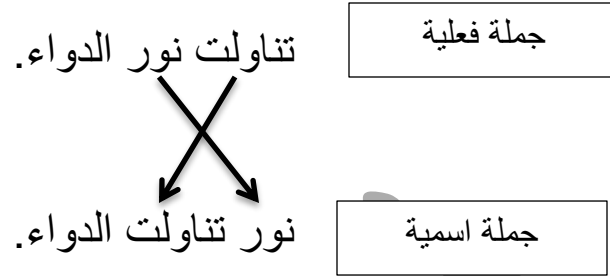 جملة فعلية
تناولت نور الدواء.
جملة اسمية
نور تناولت الدواء.